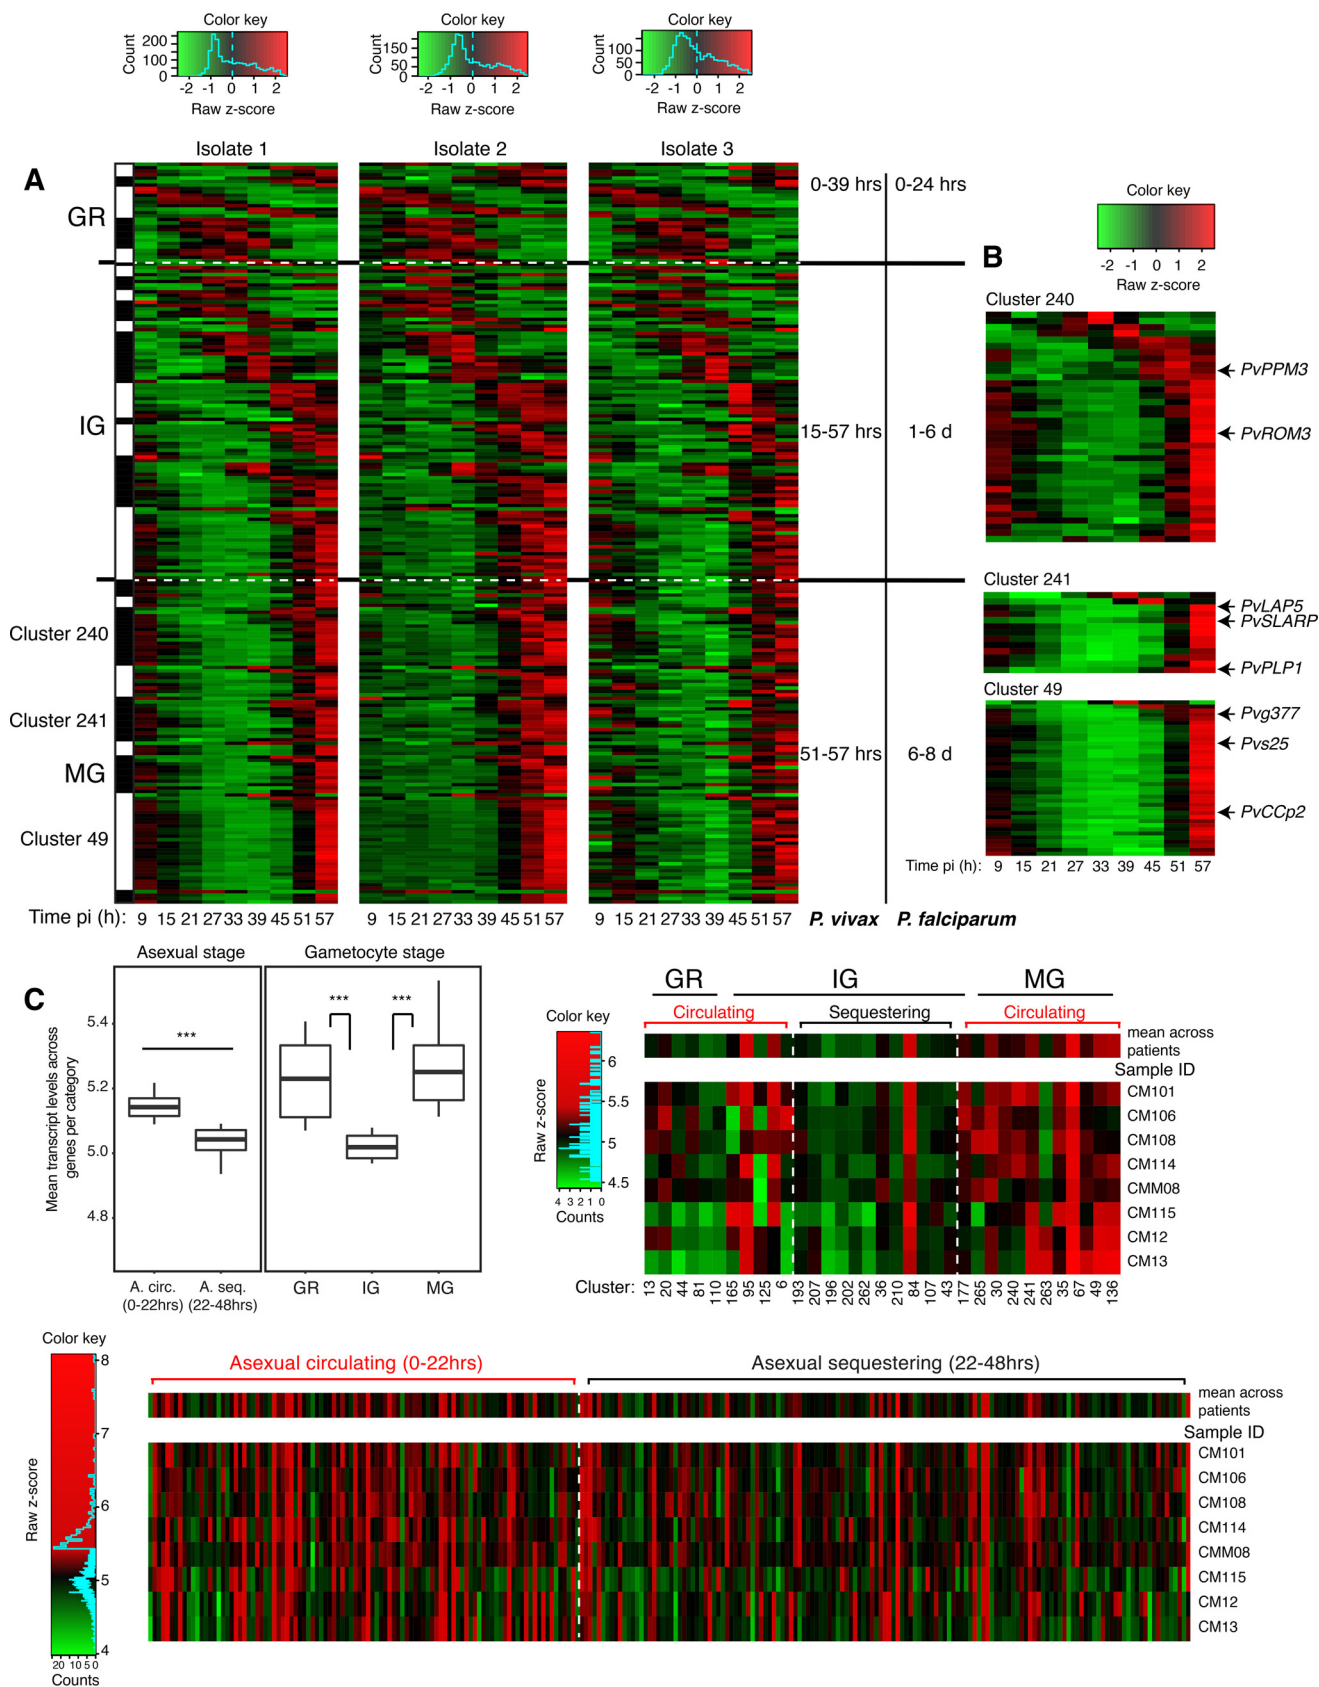 Color key
Count
200
100
0
-2 -1 0 1 2
Raw z-score
Color key
150
50
0
-2 -1 0 1 2
Raw z-score
Color key
Count
100
50
0
-2 -1 0 1 2
Raw z-score
A
Isolate 1
Isolate 2
Isolate 3
GR
IG
Cluster 240
Cluster 241
MG
Cluster 49
0-39 hrs 0-24 hrs
15-57 hrs 1-6 d
51-57 hrs 6-8 d
Time pi (h): 9 15 21 27 33 39 45 51 57
9 15 21 27 33 39 45 51 57
9 15 21 27 33 39 45 51 57
P. vivax P. falciparum
B
Color key
-2 -1 0 1 2
Raw z-score
Cluster 240
PvPPM3
PvROM3
Cluster 241
PvLAP5
PvSLARP
PvPLP1
Cluster 49
Pvg377
Pvs25
PvCCp2
Time pi (h): 9 15 21 27 33 39 45 51 57
C
Asexual stage
Gametocyte stage
Mean transcript levels across
genes per category
5.4
5.2
5.0
4.8
***
***
***
A. circ.
(0-22hrs)
A. seq.
(22-48hrs)
GR
IG
MG
Color key
Raw z-score
6
5.5
5
4.5
4 3 2 1 0
Counts
GR
IG
MG
Circulating
Sequestering
Circulating
mean across
patients
Sample ID
CM101
CM106
CM108
CM114
CMM08
CM115
CM12
CM13
Cluster: 13 20 44 81 110 165 95 125 6 193 207 196 202 262 36 210 84 107 43 177 265 30 240 241 263 35 67 49 136
Color key
Raw z-score
8
7
6
5
4
20 10 5 0
Counts
Asexual circulating (0-22hrs)
Asexual sequestering (22-48hrs)
mean across
patients
Sample ID
CM101
CM106
CM108
CM114
CMM08
CM115
CM12
CM13